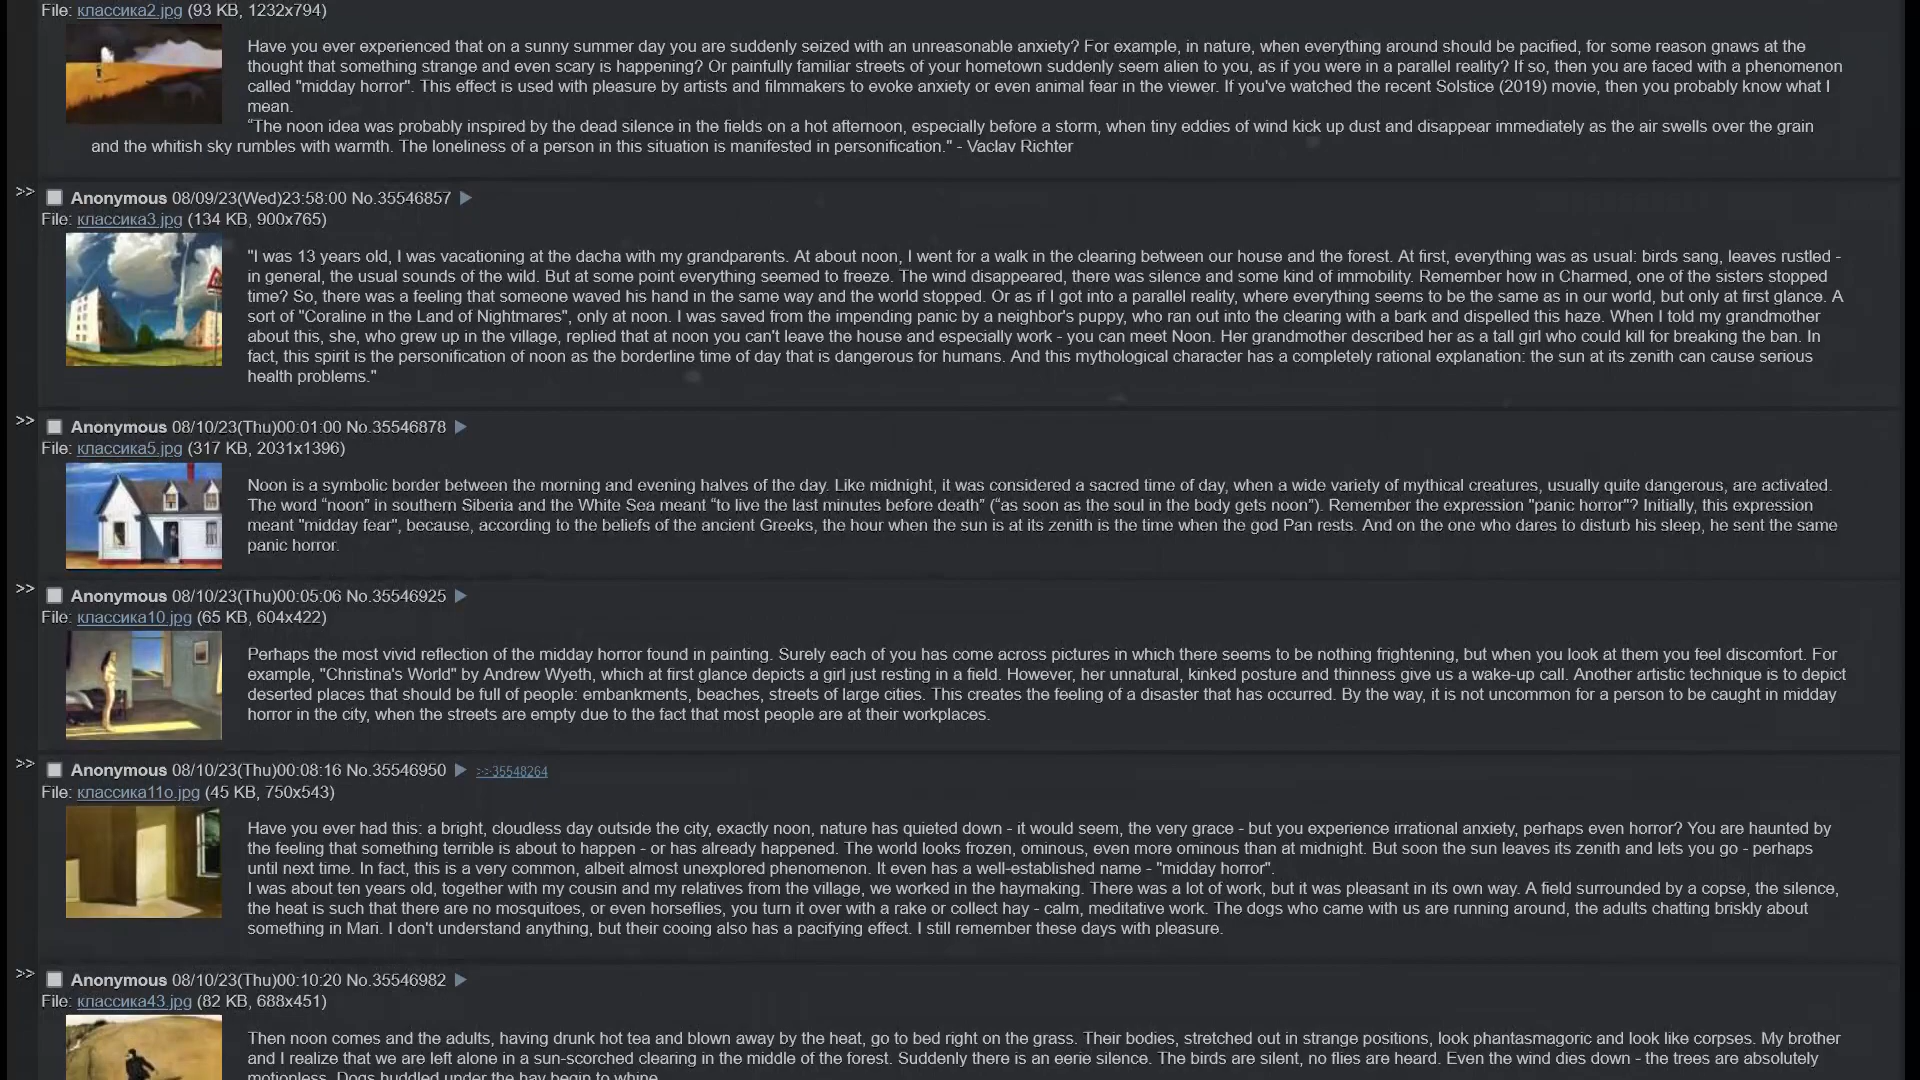 File: классика2.jpg (93 KB, 1232x794)
Have you ever experienced that on a sunny summer day you are suddenly seized with an unreasonable anxiety? For example, in nature, when everything around should be pacified, for some reason gnaws at the
thought that something strange and even scary is happening? Or painfully familiar streets of your hometown suddenly seem alien to you, as if you were in a parallel reality? If so, then you are faced with a phenomenon
called "midday horror". This effect is used with pleasure by artists and filmmakers to evoke anxiety or even animal fear in the viewer. If you've watched the recent Solstice (2019) movie, then you probably know what I
mean.
“The noon idea was probably inspired by the dead silence in the fields on a hot afternoon, especially before a storm, when tiny eddies of wind kick up dust and disappear immediately as the air swells over the grain
and the whitish sky rumbles with warmth. The loneliness of a person in this situation is manifested in personification." - Vaclav Richter
>> Anonymous 08/09/23(Wed)23:58:00 No.35546857
File: классика3.jpg (134 KB, 900x765)
"I was 13 years old, I was vacationing at the dacha with my grandparents. At about noon, I went for a walk in the clearing between our house and the forest. At first, everything was as usual: birds sang, leaves rustled -
in general, the usual sounds of the wild. But at some point everything seemed to freeze. The wind disappeared, there was silence and some kind of immobility. Remember how in Charmed, one of the sisters stopped
time? So, there was a feeling that someone waved his hand in the same way and the world stopped. Or as if I got into a parallel reality, where everything seems to be the same as in our world, but only at first glance. A
sort of "Coraline in the Land of Nightmares", only at noon. I was saved from the impending panic by a neighbor's puppy, who ran out into the clearing with a bark and dispelled this haze. When I told my grandmother
about this, she, who grew up in the village, replied that at noon you can't leave the house and especially work - you can meet Noon. Her grandmother described her as a tall girl who could kill for breaking the ban. In
fact, this spirit is the personification of noon as the borderline time of day that is dangerous for humans. And this mythological character has a completely rational explanation: the sun at its zenith can cause serious
health problems."
>> Anonymous 08/10/23(Thu)00:01:00 No.35546878
File: классика5.jpg (317 KB, 2031x1396)
Noon is a symbolic border between the morning and evening halves of the day. Like midnight, it was considered a sacred time of day, when a wide variety of mythical creatures, usually quite dangerous, are activated.
The word “noon” in southern Siberia and the White Sea meant “to live the last minutes before death” (“as soon as the soul in the body gets noon”). Remember the expression "panic horror"? Initially, this expression
meant "midday fear", because, according to the beliefs of the ancient Greeks, the hour when the sun is at its zenith is the time when the god Pan rests. And on the one who dares to disturb his sleep, he sent the same
panic horror.
>> Anonymous 08/10/23(Thu)00:05:06 No.35546925
File: классика10.jpg (65 KB, 604x422)
Perhaps the most vivid reflection of the midday horror found in painting. Surely each of you has come across pictures in which there seems to be nothing frightening, but when you look at them you feel discomfort. For
example, "Christina's World" by Andrew Wyeth, which at first glance depicts a girl just resting in a field. However, her unnatural, kinked posture and thinness give us a wake-up call. Another artistic technique is to depict
deserted places that should be full of people: embankments, beaches, streets of large cities. This creates the feeling of a disaster that has occurred. By the way, it is not uncommon for a person to be caught in midday
horror in the city, when the streets are empty due to the fact that most people are at their workplaces.
>> Anonymous 08/10/23(Thu)00:08:16 No.35546950 >>35548264
File: классика11o.jpg (45 KB, 750x543)
Have you ever had this: a bright, cloudless day outside the city, exactly noon, nature has quieted down - it would seem, the very grace - but you experience irrational anxiety, perhaps even horror? You are haunted by
the feeling that something terrible is about to happen - or has already happened. The world looks frozen, ominous, even more ominous than at midnight. But soon the sun leaves its zenith and lets you go - perhaps
until next time. In fact, this is a very common, albeit almost unexplored phenomenon. It even has a well-established name - "midday horror".
I was about ten years old, together with my cousin and my relatives from the village, we worked in the haymaking. There was a lot of work, but it was pleasant in its own way. A field surrounded by a copse, the silence,
the heat is such that there are no mosquitoes, or even horseflies, you turn it over with a rake or collect hay - calm, meditative work. The dogs who came with us are running around, the adults chatting briskly about
something in Mari. I don't understand anything, but their cooing also has a pacifying effect. I still remember these days with pleasure.
>> Anonymous 08/10/23(Thu)00:10:20 No.35546982
File: классика43.jpg (82 KB, 688x451)
Then noon comes and the adults, having drunk hot tea and blown away by the heat, go to bed right on the grass. Their bodies, stretched out in strange positions, look phantasmagoric and look like corpses. My brother
and I realize that we are left alone in a sun-scorched clearing in the middle of the forest. Suddenly there is an eerie silence. The birds are silent, no flies are heard. Even the wind dies down - the trees are absolutely
motionless. Dogs huddled under the hay begin to whine.